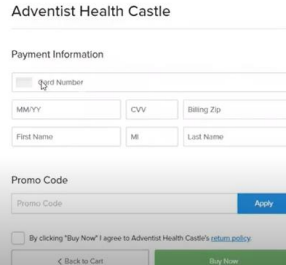 Adventist Health Castle
Payment Information
Card Number
MM/YY CVV Billing Zip
First Name MI Last Name
Promo Code
Promo Code Apply
By clicking "Buy Now" I agree to Adventist Health Castle's return policy.
< Back to Cart Buy Now